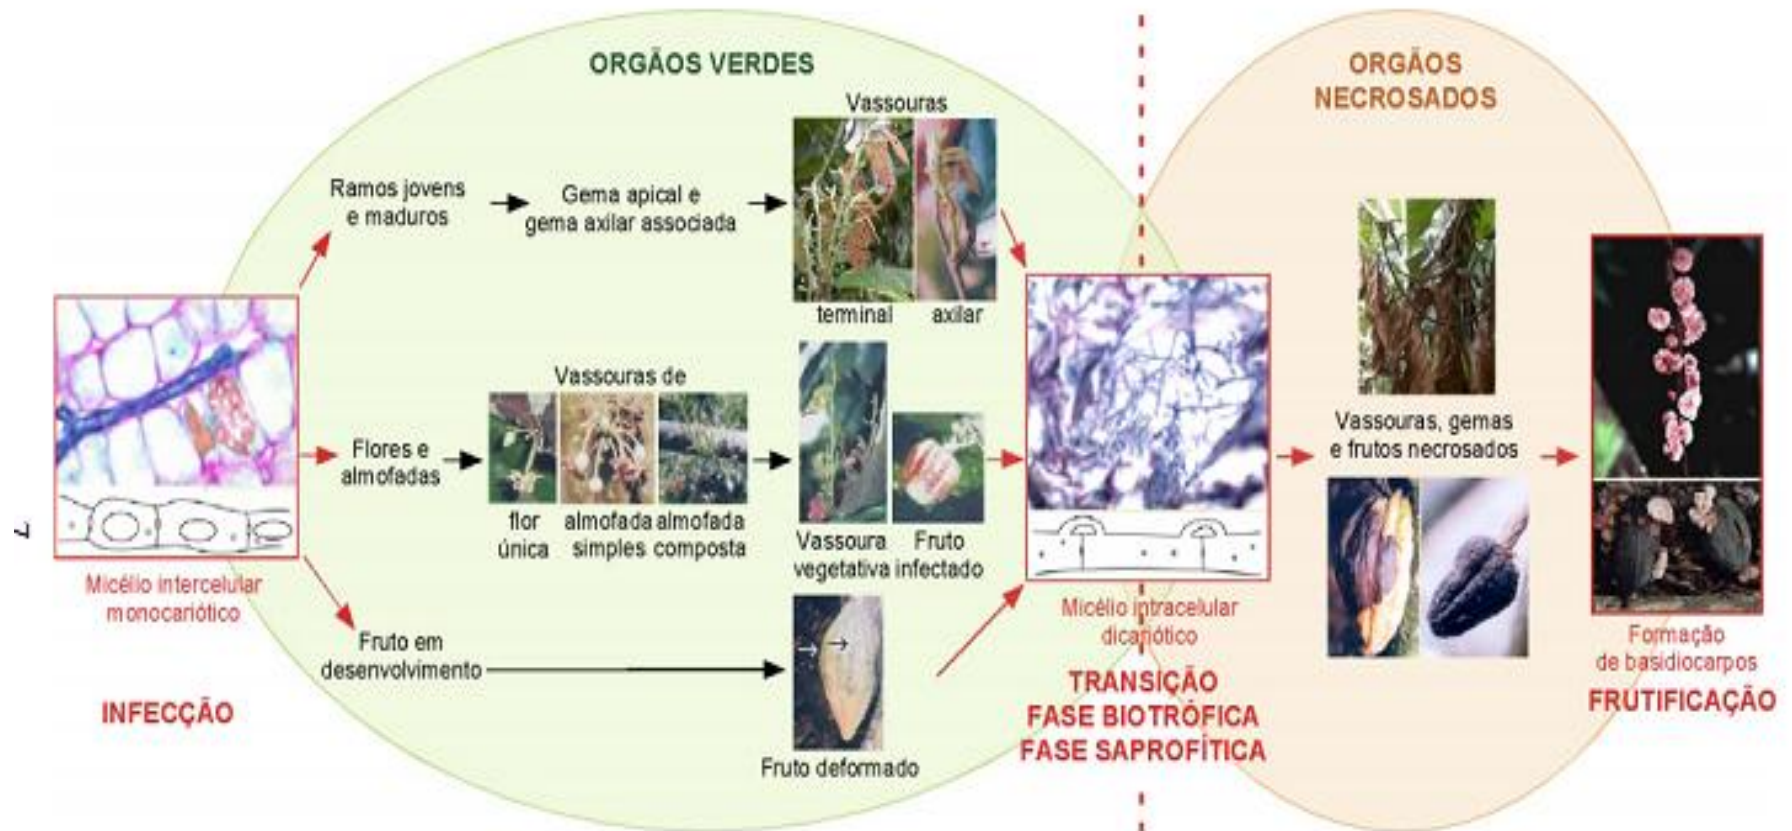 ORGÃOS VERDES
ORGÃOS
NECROSADOS
Vassouras
Ramos jovens
e maduros
Gema apical e
gema axilar associada
terminal
axilar
Vassouras de
Flores e
almofadas
flor
única
almofada
simples
almofada
composta
Vassoura
vegetativa
Fruto
infectado
Vassouras, gemas
e frutos necrosados
L.
Micélio intercelular
monocariótico
Micélio intracelular
dicariótico
Fruto em
desenvolvimento
Fruto deformado
INFECÇÃO
TRANSIÇÃO
FASE BIOTRÓFICA
FASE SAPROFÍTICA
Formação
de basidiocarpos
FRUTIFICAÇÃO